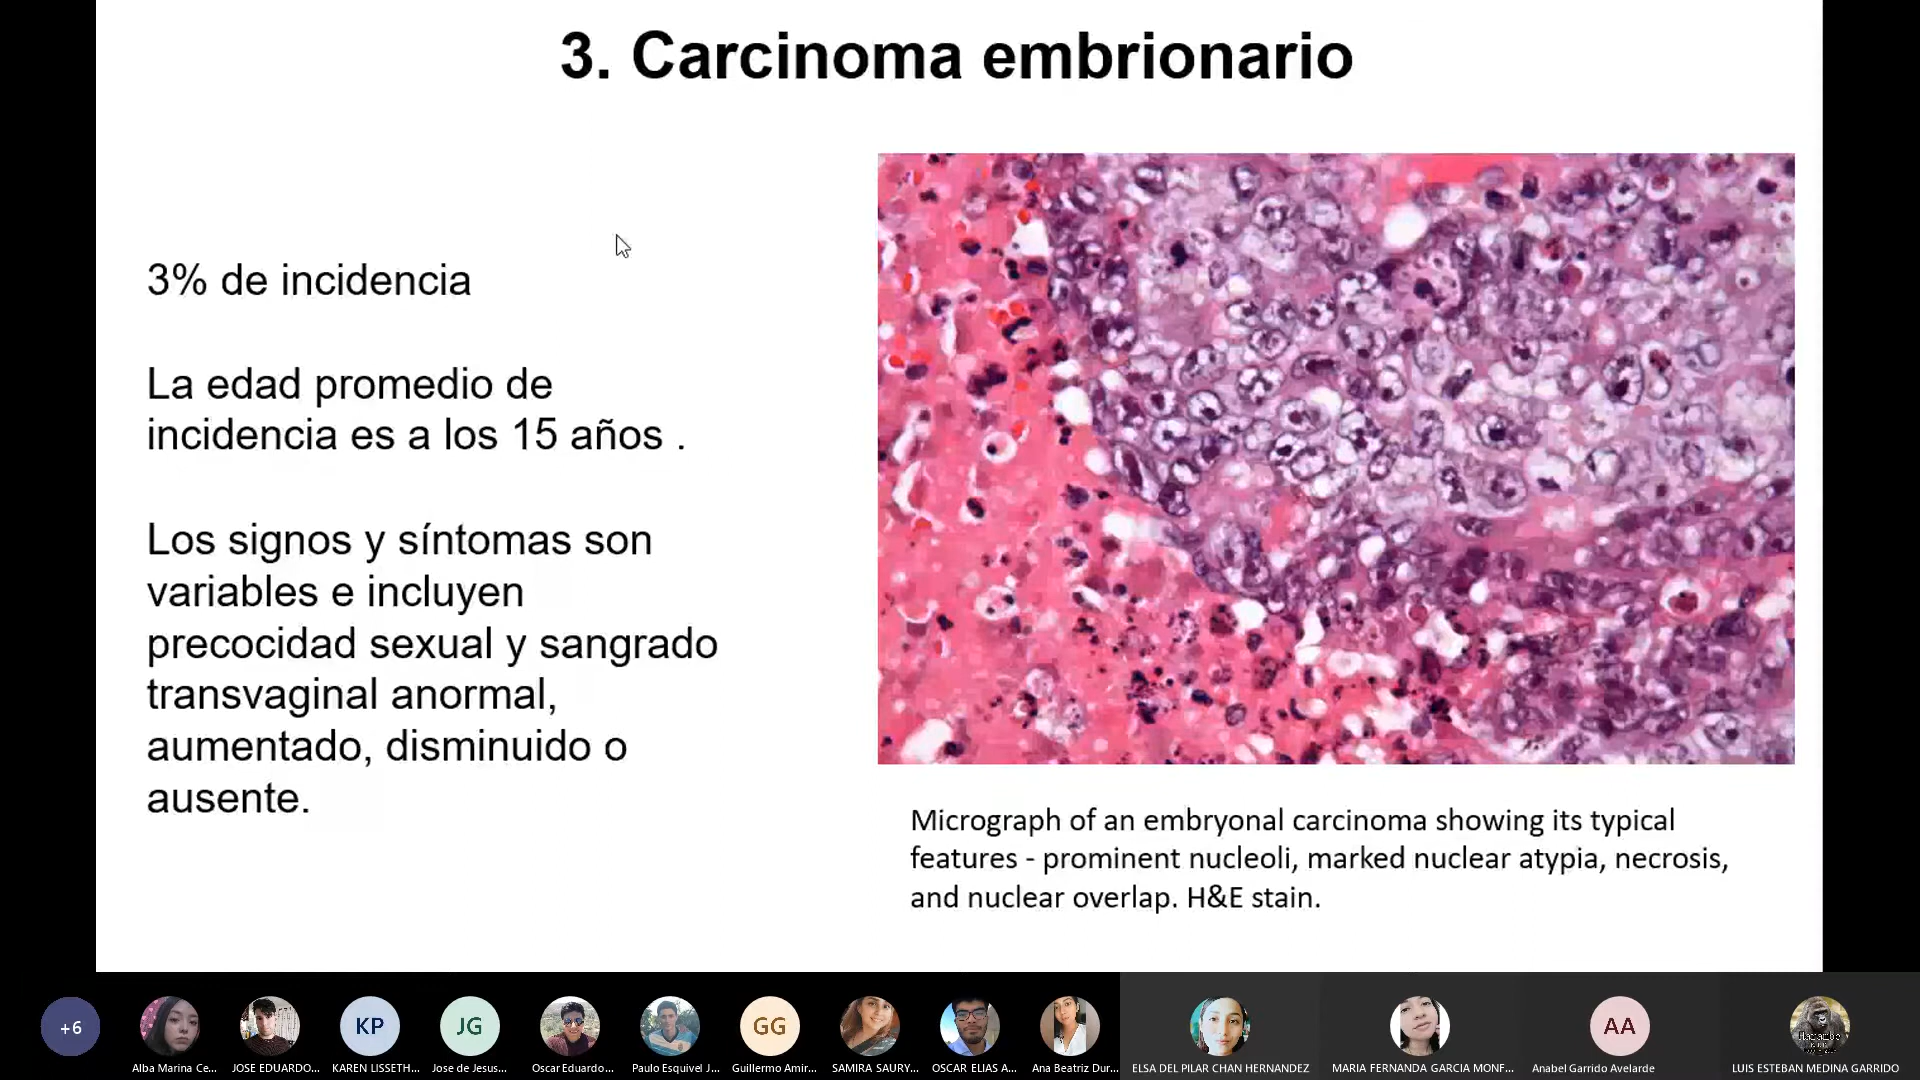 3. Carcinoma embrionario
3% de incidencia
La edad promedio de
incidencia es a los 15 años .
Los signos y síntomas son
variables e incluyen
precocidad sexual y sangrado
transvaginal anormal,
aumentado, disminuido o
ausente.
Micrograph of an embryonal carcinoma showing its typical
features - prominent nucleoli, marked nuclear atypia, necrosis,
and nuclear overlap. H&E stain.
+6
KP
JG
GG
AA
Alba Marina Ce...
JOSE EDUARDO...
KAREN LISSETH...
Jose de Jesus...
Oscar Eduardo...
Paulo Esquivel J...
Guillermo Amir...
SAMIRA SAURY...
OSCAR ELIAS A...
Ana Beatriz Dur...
ELSA DEL PILAR CHAN HERNANDEZ
MARIA FERNANDA GARCIA MONF...
Anabel Garrido Avelarde
LUIS ESTEBAN MEDINA GARRIDO